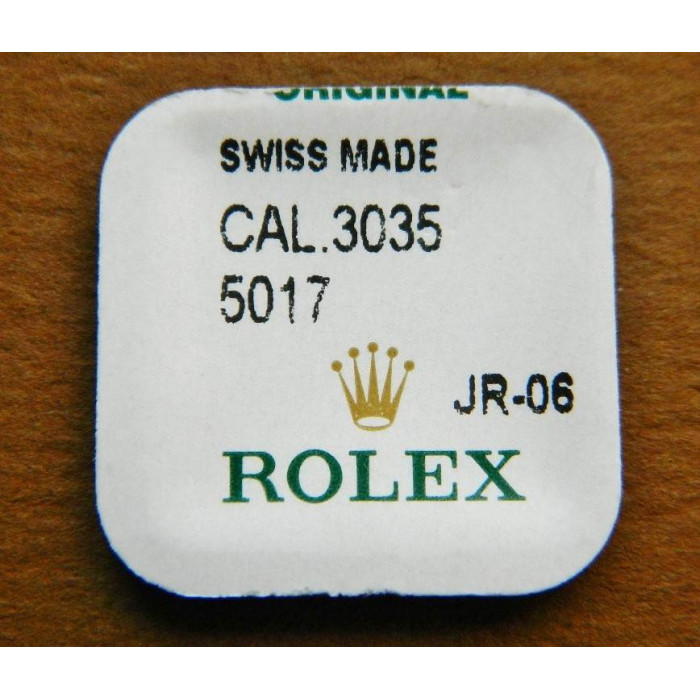 ORIGINAL
SWISS MADE
CAL.3035
5017
JR-06
ROLEX